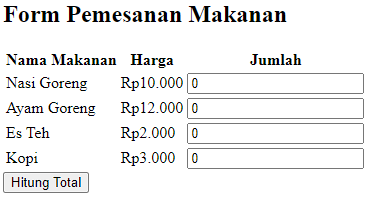 Form Pemesanan Makanan
Nama Makanan Harga Jumlah
Nasi Goreng Rp10.000 0
Ayam Goreng Rp12.000 0
Es Teh Rp2.000 0
Kopi Rp3.000 0
Hitung Total